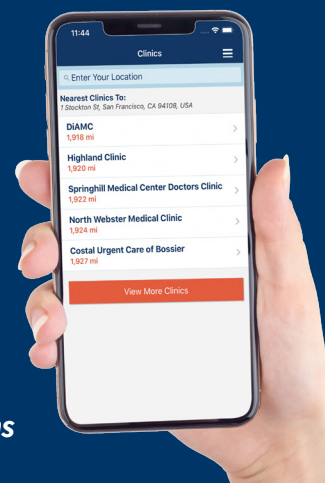 11:44
Clinics
Enter Your Location
Nearest Clinics To:
1 Stockton St, San Francisco, CA 94108, USA
DiAMC
1,918 mi
Highland Clinic
1,920 mi
Springhill Medical Center Doctors Clinic
1,922 mi
North Webster Medical Clinic
1,924 mi
Costal Urgent Care of Bossier
1,927 mi
View More Clinics